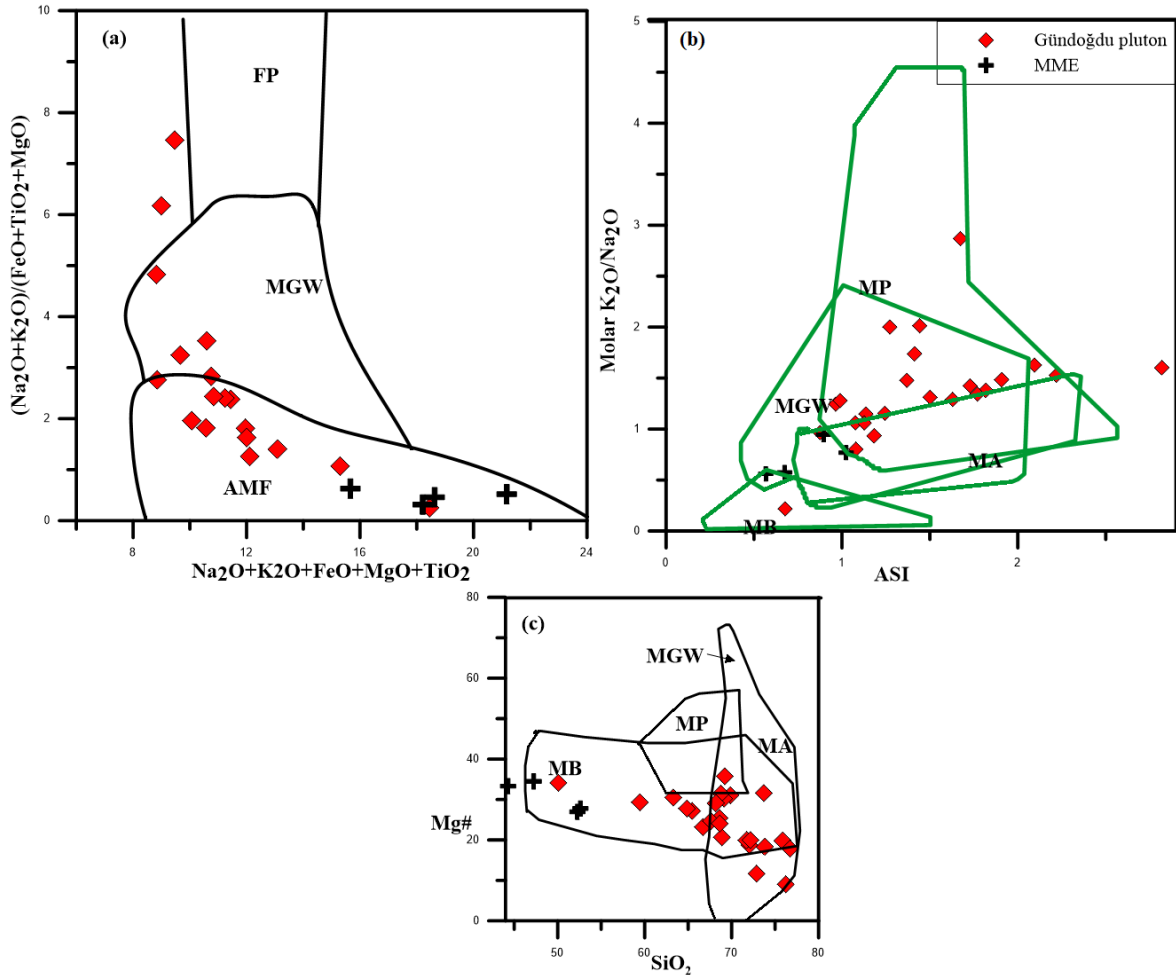 (a)
FP
MGW
AMF
10
8
6
4
2
0
8
12
16
20
24
(Na₂O+K₂O)/(FeO+TiO₂+MgO)
Na₂O+K2O+FeO+MgO+TiO₂
(b)
Gündoğdu pluton
MME
MP
MGW
MA
MB
5
4
3
2
1
0
0
1
2
Molar K₂O/Na₂O
ASI
(c)
MGW
MP
MA
MB
80
60
40
20
0
50
60
70
80
Mg#
SiO₂